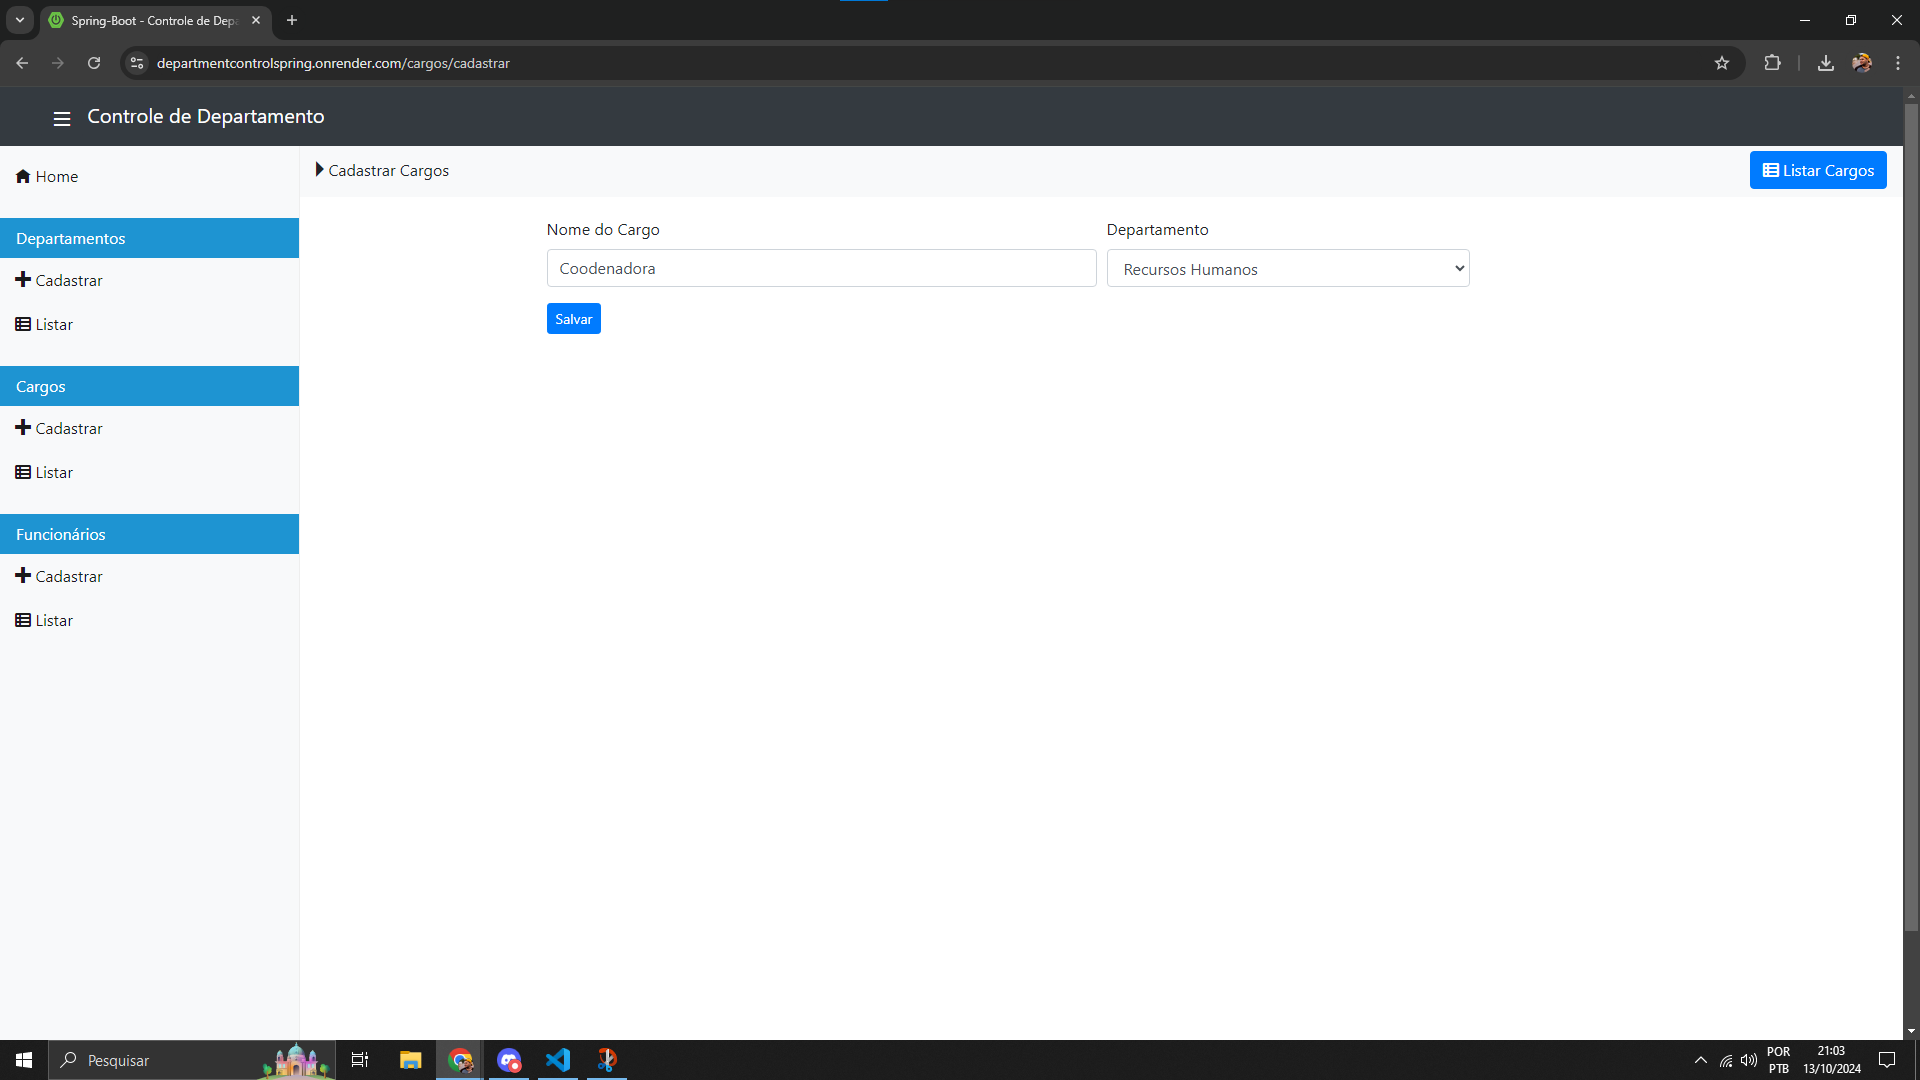 Spring-Boot - Controle de Depa
departmentcontrolspring.onrender.com/cargos/cadastrar
Controle de Departamento
Home
Departamentos
Cadastrar
Listar
Cargos
Cadastrar
Listar
Funcionários
Cadastrar
Listar
Cadastrar Cargos
Listar Cargos
Nome do Cargo
Departamento
Coodenadora
Recursos Humanos
Salvar
Pesquisar
POR
PTB
21:03
13/10/2024